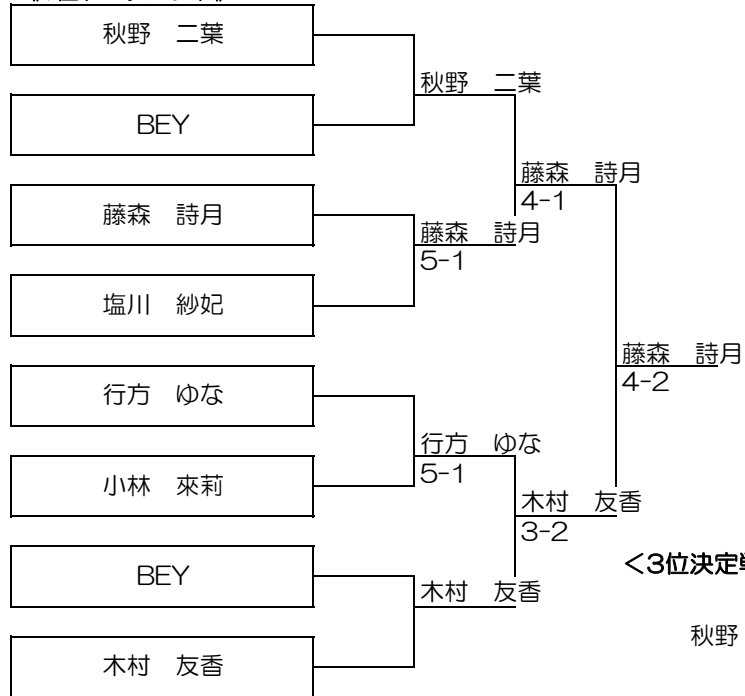 秋野　二葉
秋野　二葉
BEY
藤森　詩月
4-1
藤森　詩月
藤森　詩月
5-1
塩川　紗妃
藤森　詩月
4-2
行方　ゆな
行方　ゆな
5-1
小林　來莉
木村　友香
3-2
BEY
<3位決定
木村　友香
秋野
木村　友香